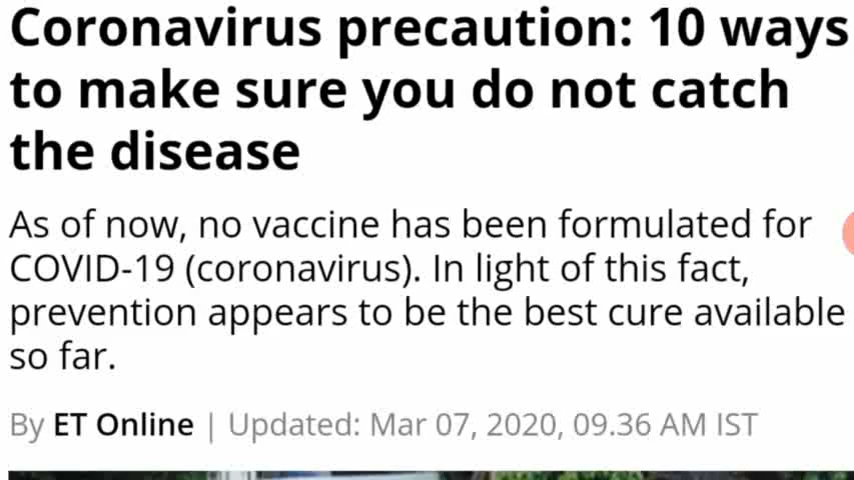 Coronavirus precaution: 10 ways
to make sure you do not catch
the disease
As of now, no vaccine has been formulated for
COVID-19 (coronavirus). In light of this fact,
prevention appears to be the best cure available
so far.
By ET Online | Updated: Mar 07, 2020, 09.36 AM IST